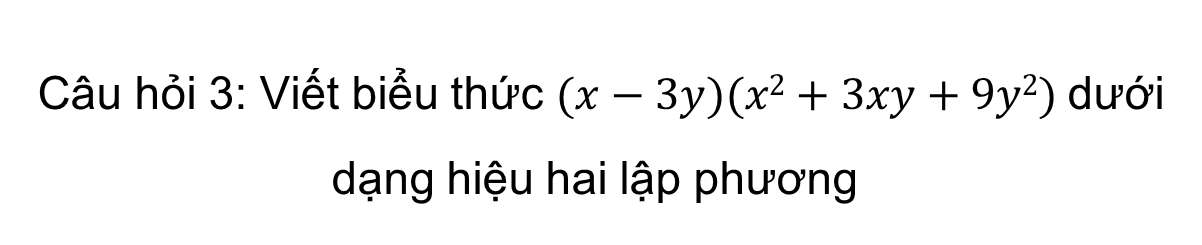 Câu hỏi 3: Viết biểu thức (x − 3y)(x² + 3xy + 9y²) dưới
dạng hiệu hai lập phương